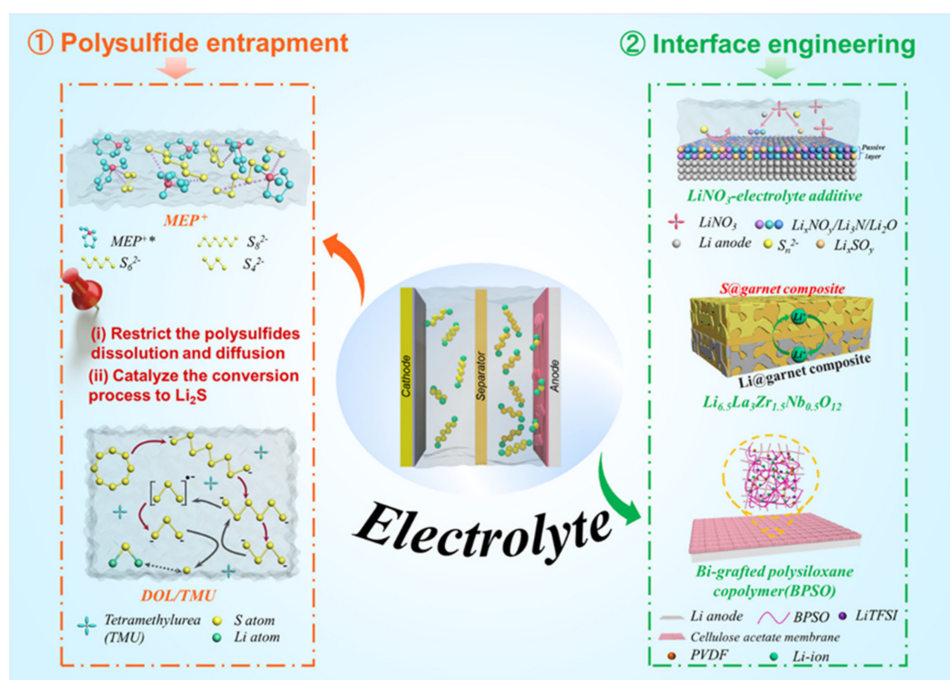 ① Polysulfide entrapment
MEP⁺
MEP⁺*
S₈²⁻
S₆²⁻
S₄²⁻
(i) Restrict the polysulfides
dissolution and diffusion
(ii) Catalyze the conversion
process to Li₂S
DOL/TMU
Tetramethylurea
(TMU)
S atom
Li atom
Cathode
Separator
Anode
Electrolyte
② Interface engineering
Passive
layer
LiNO₃-electrolyte additive
LiNO₃
LiₓNOᵧ/Li₃N/Li₂O
Li anode
Sₙ²⁻
LiₓSOᵧ
S@garnet composite
Li⁺
Li⁺
Li@garnet composite
Li₆.₅La₃Zr₁.₅Nb₀.₅O₁₂
Bi-grafted polysiloxane
copolymer(BPSO)
Li anode
BPSO
LiTFSI
Cellulose acetate membrane
PVDF
Li-ion